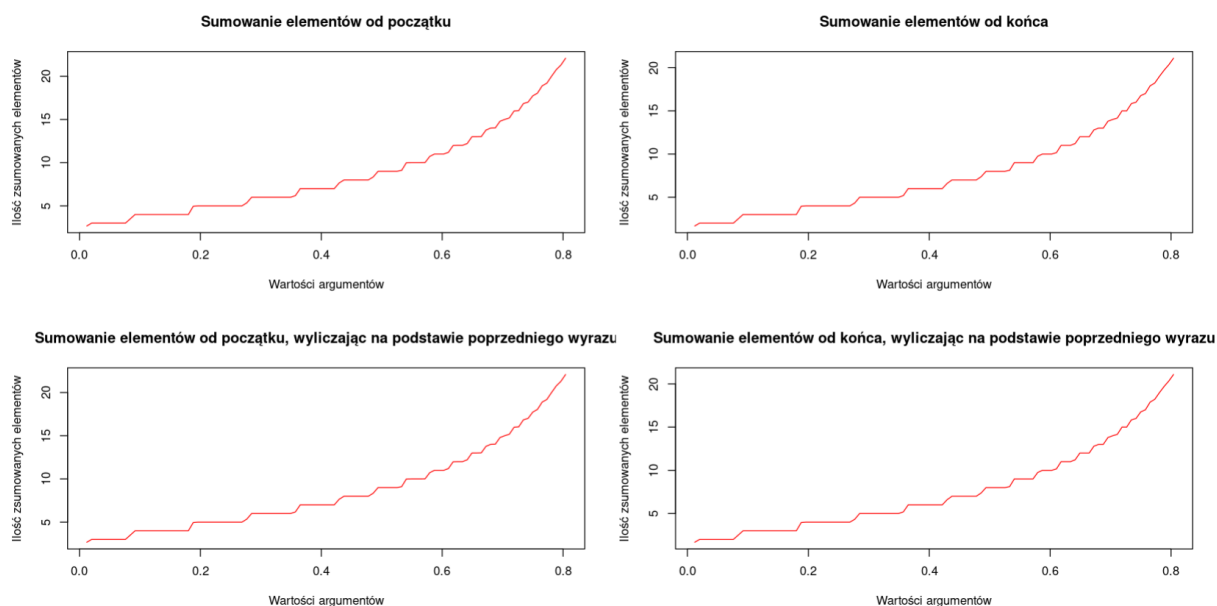 Sumowanie elementów od początku
Ilość zsumowanych elementów
20
15
10
5
0.0 0.2 0.4 0.6 0.8
Wartości argumentów
Sumowanie elementów od końca
Ilość zsumowanych elementów
20
15
10
5
0.0 0.2 0.4 0.6 0.8
Wartości argumentów
Sumowanie elementów od początku, wyliczając na podstawie poprzedniego wyrazu
Ilość zsumowanych elementów
20
15
10
5
0.0 0.2 0.4 0.6 0.8
Wartości argumentów
Sumowanie elementów od końca, wyliczając na podstawie poprzedniego wyrazu
Ilość zsumowanych elementów
20
15
10
5
0.0 0.2 0.4 0.6 0.8
Wartości argumentów